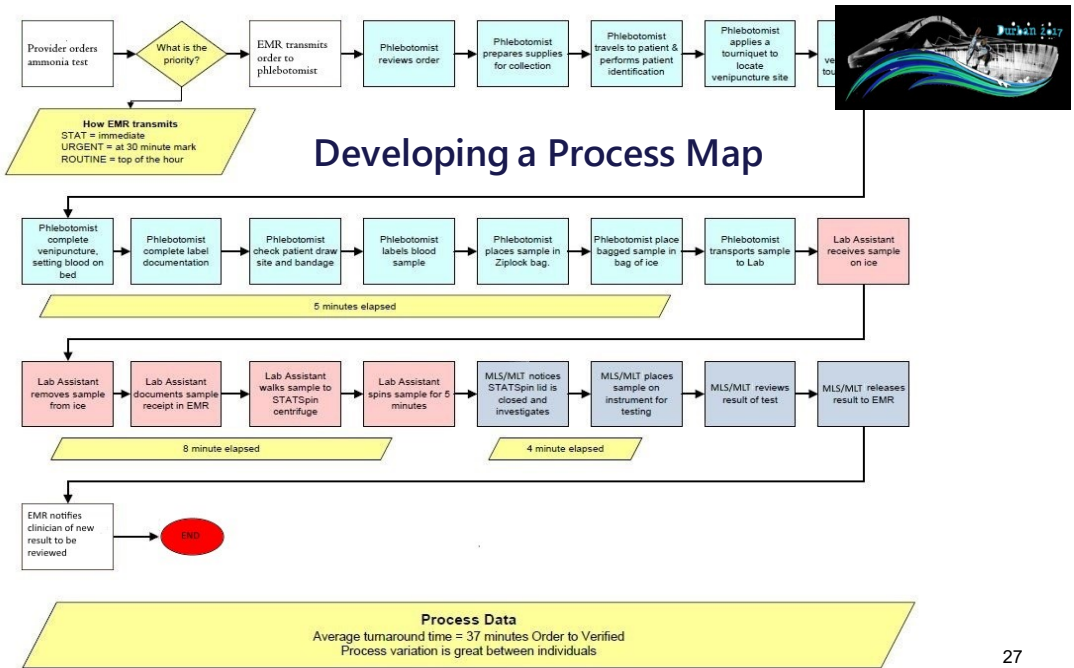 Provider orders
ammonia test
What is the
priority?
EMR transmits
order to
phlebotomist
Phlebotomist
reviews order
Phlebotomist
prepares supplies
for collection
Phlebotomist
travels to patient &
performs patient
identification
Phlebotomist
applies a
tourniquet to
locate
venipuncture site
Durban 2017
How EMR transmits
STAT = immediate
URGENT = at 30 minute mark
ROUTINE = top of the hour
Developing a Process Map
Phlebotomist
complete
venipuncture,
setting blood on
bed
Phlebotomist
complete label
documentation
Phlebotomist
check patient draw
site and bandage
Phlebotomist
labels blood
sample
Phlebotomist
places sample in
Ziplock bag.
Phlebotomist place
bagged sample in
bag of ice
Phlebotomist
transports sample
to Lab
Lab Assistant
receives sample
on ice
5 minutes elapsed
Lab Assistant
removes sample
from ice
Lab Assistant
documents sample
receipt in EMR
Lab Assistant
walks sample to
STATSpin
centrifuge
Lab Assistant
spins sample for 5
minutes
MLS/MLT notices
STATSpin lid is
closed and
investigates
MLS/MLT places
sample on
instrument for
testing
MLS/MLT reviews
result of test
MLS/MLT releases
result to EMR
8 minute elapsed
4 minute elapsed
EMR notifies
clinician of new
result to be
reviewed
END
Process Data
Average turnaround time = 37 minutes Order to Verified
Process variation is great between individuals
27